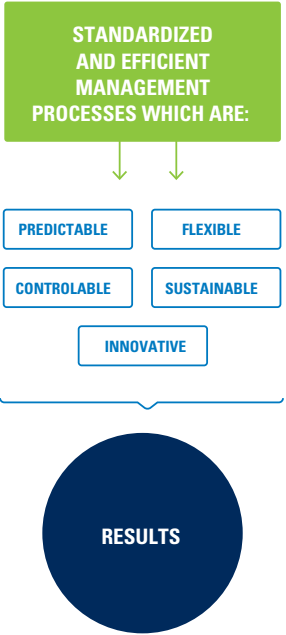 STANDARDIZED
AND EFFICIENT
MANAGEMENT
PROCESSES WHICH ARE:
PREDICTABLE
FLEXIBLE
CONTROLABLE
SUSTAINABLE
INNOVATIVE
RESULTS